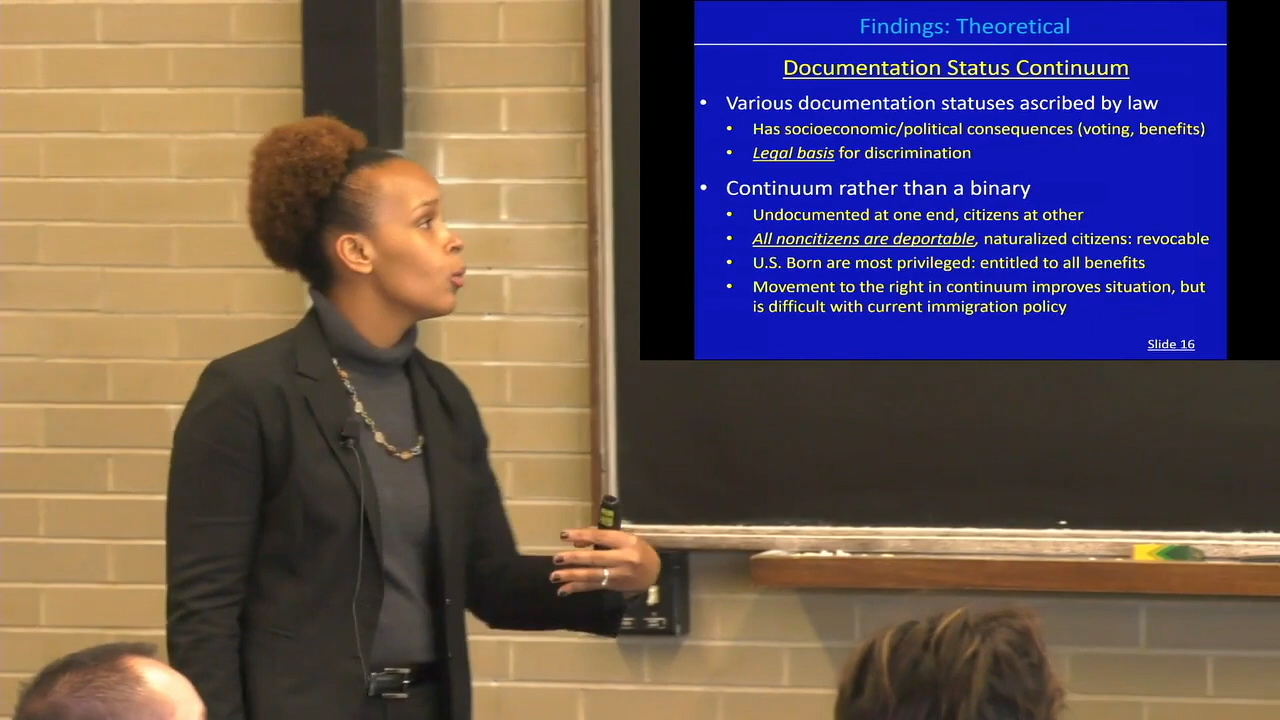 Findings: Theoretical
Documentation Status Continuum
• Various documentation statuses ascribed by law
• Has socioeconomic/political consequences (voting, benefits)
• Legal basis for discrimination
• Continuum rather than a binary
• Undocumented at one end, citizens at other
• All noncitizens are deportable, naturalized citizens: revocable
• U.S. Born are most privileged: entitled to all benefits
• Movement to the right in continuum improves situation, but
is difficult with current immigration policy
Slide 16